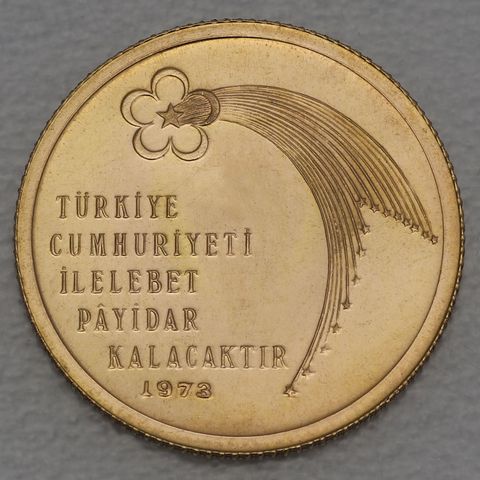 TÜRKİYE
CUMHURİYETİ
İLELEBET
PÂYİDAR
KALACAKTIR
1973